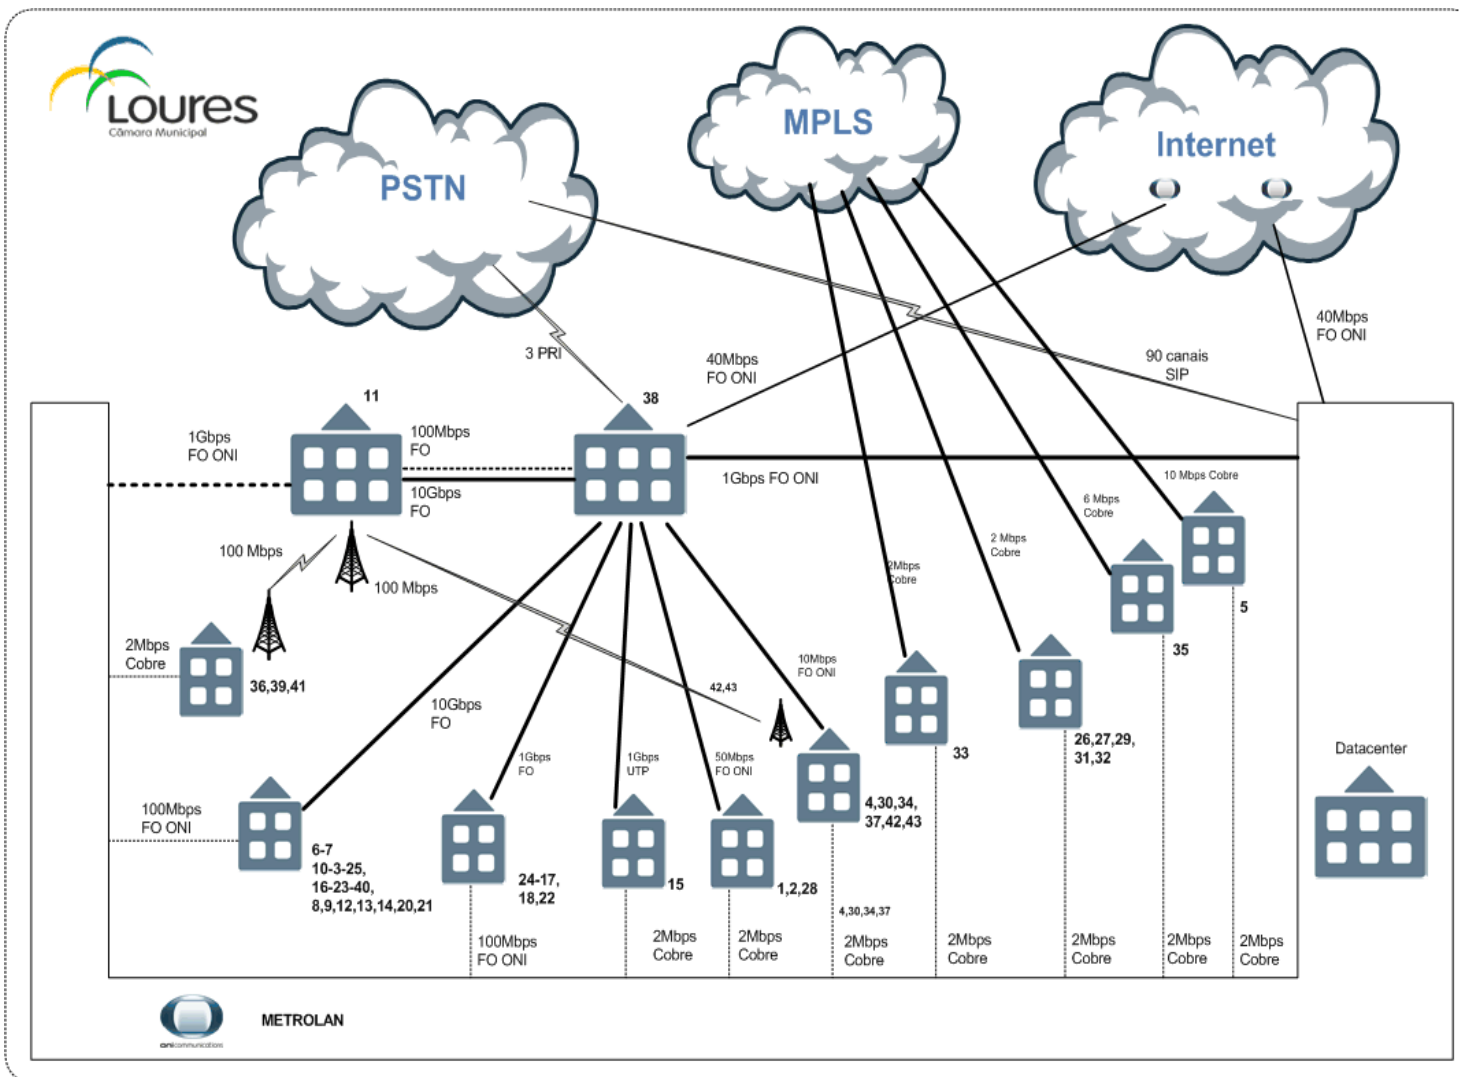 LOURES
Câmara Municipal
PSTN
MPLS
Internet
3 PRI
40Mbps
FO ONI
90 canais
SIP
40Mbps
FO ONI
11
38
1Gbps
FO ONI
100Mbps
FO
10Gbps
FO
1Gbps FO ONI
10 Mbps Cobre
6 Mbps
Cobre
2 Mbps
Cobre
2Mbps
Cobre
100 Mbps
100 Mbps
5
35
2Mbps
Cobre
36,39,41
42,43
10Mbps
FO ONI
10Gbps
FO
1Gbps
FO
1Gbps
UTP
50Mbps
FO ONI
33
26,27,29,
31,32
Datacenter
100Mbps
FO ONI
4,30,34,
37,42,43
6-7
10-3-25,
16-23-40,
8,9,12,13,14,20,21
24-17,
18,22
15
1,2,28
4,30,34,37
100Mbps
FO ONI
2Mbps
Cobre
2Mbps
Cobre
2Mbps
Cobre
2Mbps
Cobre
2Mbps
Cobre
2Mbps
Cobre
2Mbps
Cobre
METROLAN
onicommunications